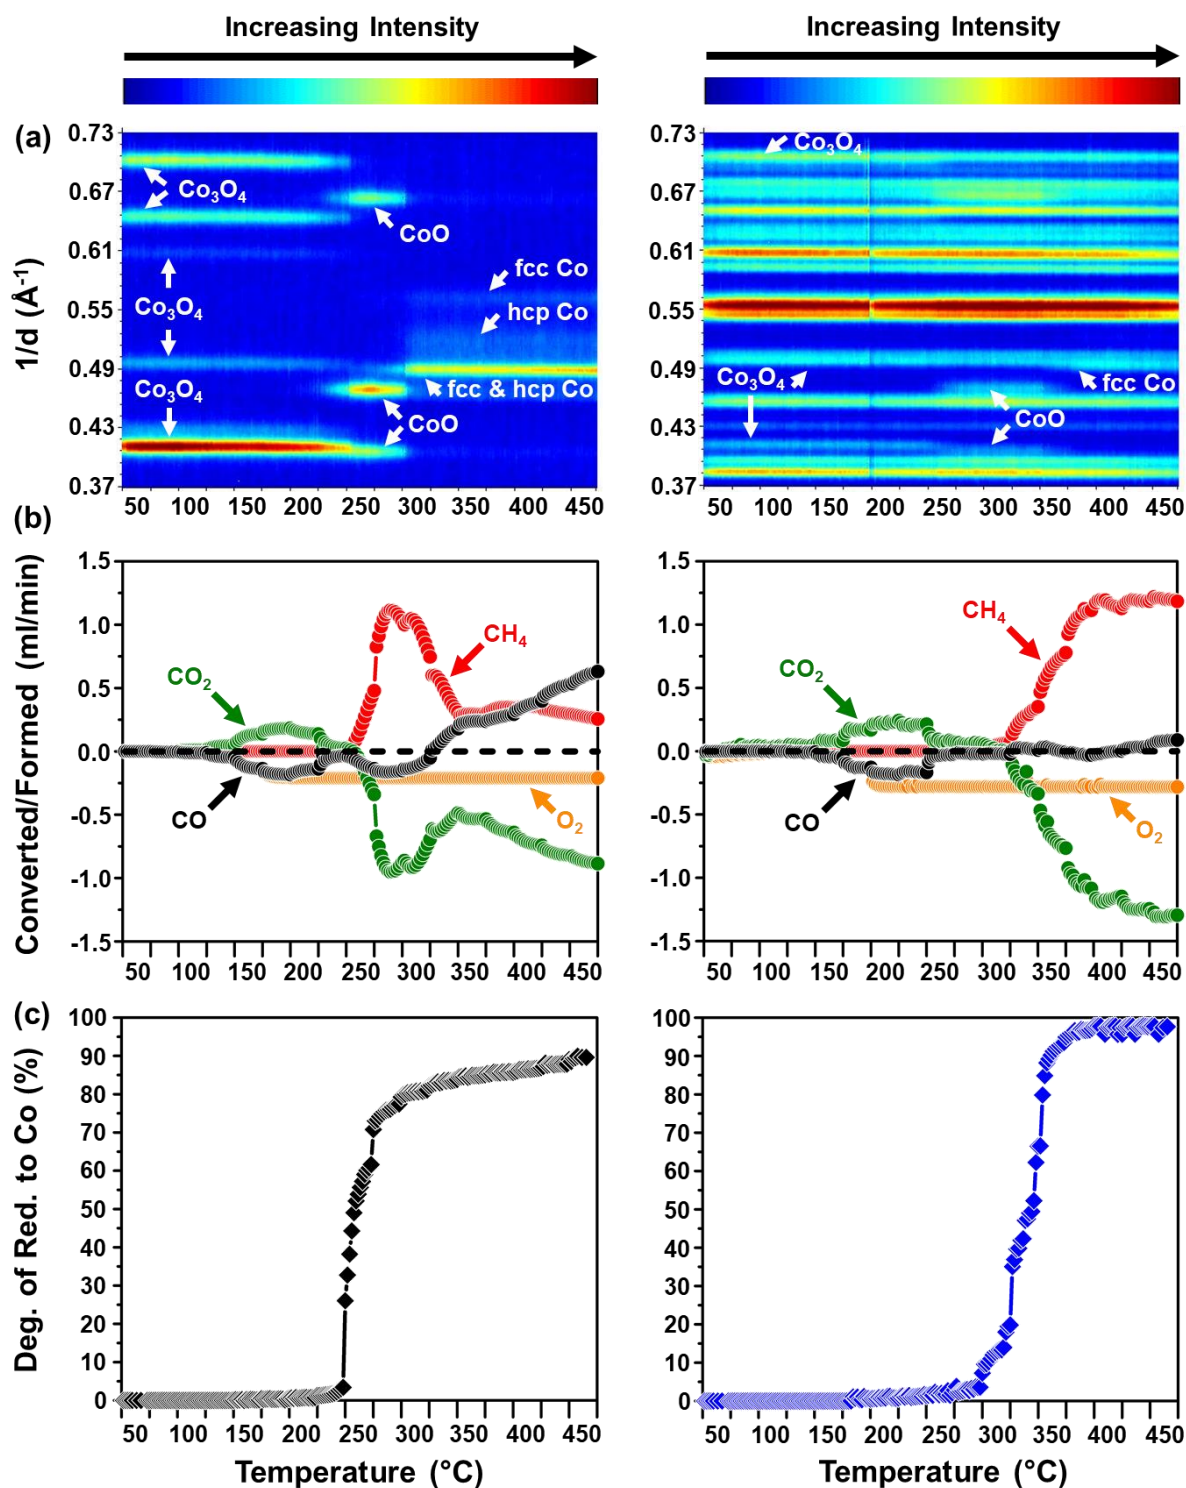 Increasing Intensity
Increasing Intensity
(a)
0.73
0.67
0.61
0.55
0.49
0.43
0.37
1/d (Å-1)
Co3O4
CoO
Co3O4
Co3O4
fcc Co
hcp Co
fcc & hcp Co
CoO
50 100 150 200 250 300 350 400 450
0.73
0.67
0.61
0.55
0.49
0.43
0.37
Co3O4
Co3O4
fcc Co
CoO
50 100 150 200 250 300 350 400 450
(b)
1.5
1.0
0.5
0.0
-0.5
-1.0
-1.5
Converted/Formed (ml/min)
CH4
CO2
CO
O2
50 100 150 200 250 300 350 400 450
1.5
1.0
0.5
0.0
-0.5
-1.0
-1.5
CH4
CO2
CO
O2
50 100 150 200 250 300 350 400 450
(c)
100
90
80
70
60
50
40
30
20
10
0
Deg. of Red. to Co (%)
50 100 150 200 250 300 350 400 450
Temperature (°C)
100
90
80
70
60
50
40
30
20
10
0
50 100 150 200 250 300 350 400 450
Temperature (°C)